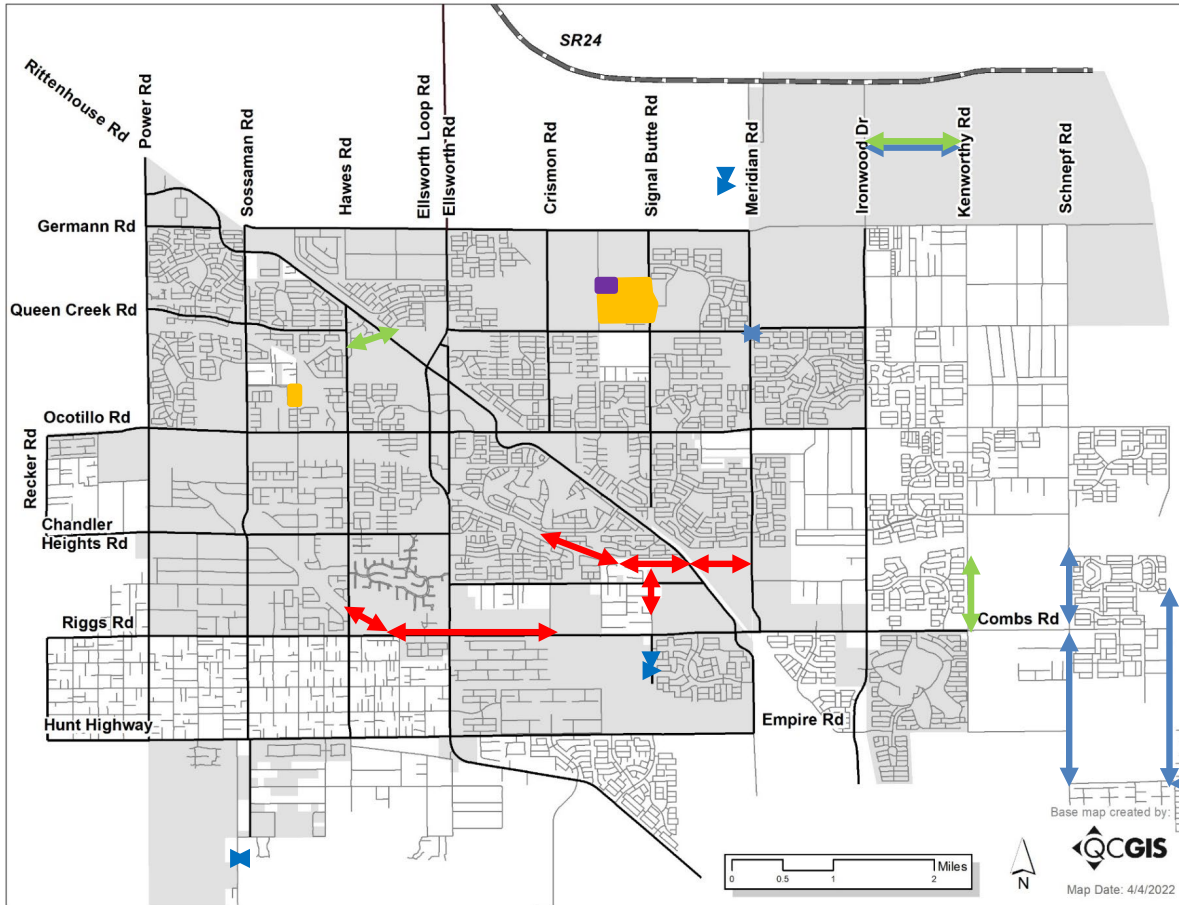 SR24
Rittenhouse Rd
Power Rd
Sossaman Rd
Hawes Rd
Ellsworth Loop Rd
Ellsworth Rd
Crismon Rd
Signal Butte Rd
Meridian Rd
Ironwood Dr
Kenworthy Rd
Schnepf Rd
Germann Rd
Queen Creek Rd
Ocotillo Rd
Recker Rd
Chandler
Heights Rd
Riggs Rd
Combs Rd
Hunt Highway
Empire Rd
Base map created by:
QCGIS
Miles
0 0.5 1 2
N
Map Date: 4/4/2022